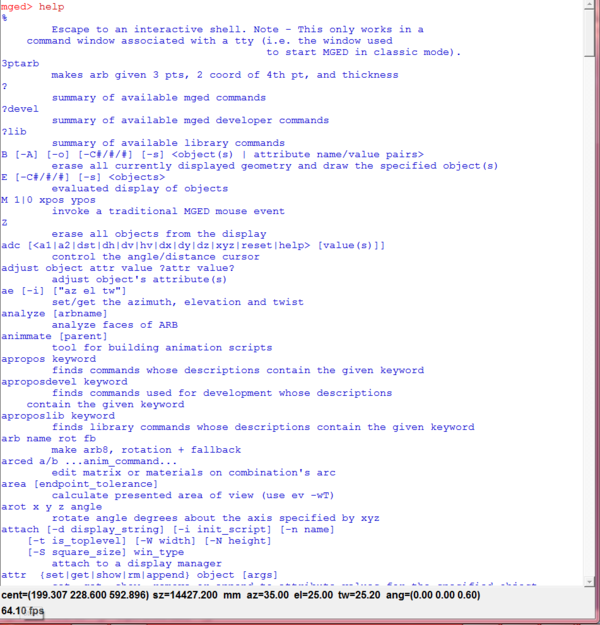 mged> help
%
Escape to an interactive shell. Note - This only works in a
command window associated with a tty (i.e. the window used
to start MGED in classic mode).
3ptarb
makes arb given 3 pts, 2 coord of 4th pt, and thickness
?
summary of available mged commands
?devel
summary of available mged developer commands
?lib
summary of available library commands
B [-A] [-o] [-C#/#/#] [-s] <object(s) | attribute name/value pairs>
erase all currently displayed geometry and draw the specified object(s)
E [-C#/#/#] [-s] <objects>
evaluated display of objects
M 1|0 xpos ypos
invoke a traditional MGED mouse event
Z
erase all objects from the display
adc [<a1|a2|dst|dh|dv|hv|dx|dy|dz|xyz|reset|help> [value(s)]]
control the angle/distance cursor
adjust object attr value ?attr value?
adjust object's attribute(s)
ae [-i] ["az el tw"]
set/get the azimuth, elevation and twist
analyze [arbname]
analyze faces of ARB
animmate [parent]
tool for building animation scripts
apropos keyword
finds commands whose descriptions contain the given keyword
aproposdevel keyword
finds commands used for development whose descriptions
contain the given keyword
aproposlib keyword
finds library commands whose descriptions contain the given keyword
arb name rot fb
make arb8, rotation + fallback
arced a/b ...anim_command...
edit matrix or materials on combination's arc
area [endpoint_tolerance]
calculate presented area of view (use ev -wT)
arot x y z angle
rotate angle degrees about the axis specified by xyz
attach [-d display_string] [-i init_script] [-n name]
[-t is_toplevel] [-W width] [-N height]
[-S square_size] win_type
attach to a display manager
attr  {set|get|show|rm|append} object [args]
cent=(199.307 228.600 592.896) sz=14427.200  mm  az=35.00  el=25.00  tw=25.20  ang=(0.00 0.00 0.60)
64.10 fps